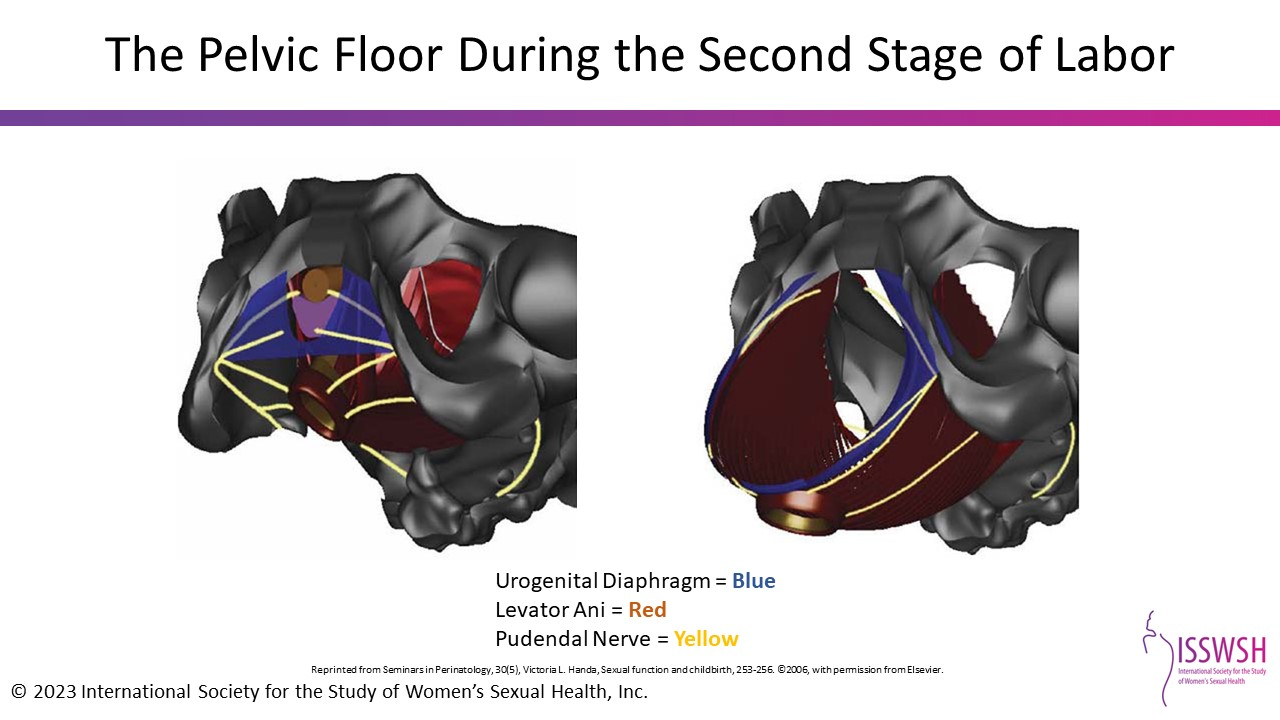 The Pelvic Floor During the Second Stage of Labor
Urogenital Diaphragm = Blue
Levator Ani = Red
Pudendal Nerve = Yellow
Reprinted from Seminars in Perinatology, 30(5), Victoria L. Handa, Sexual function and childbirth, 253-256. ©2006, with permission from Elsevier.
© 2023 International Society for the Study of Women’s Sexual Health, Inc.
ISSWSH
International Society for the Study
of Women's Sexual Health